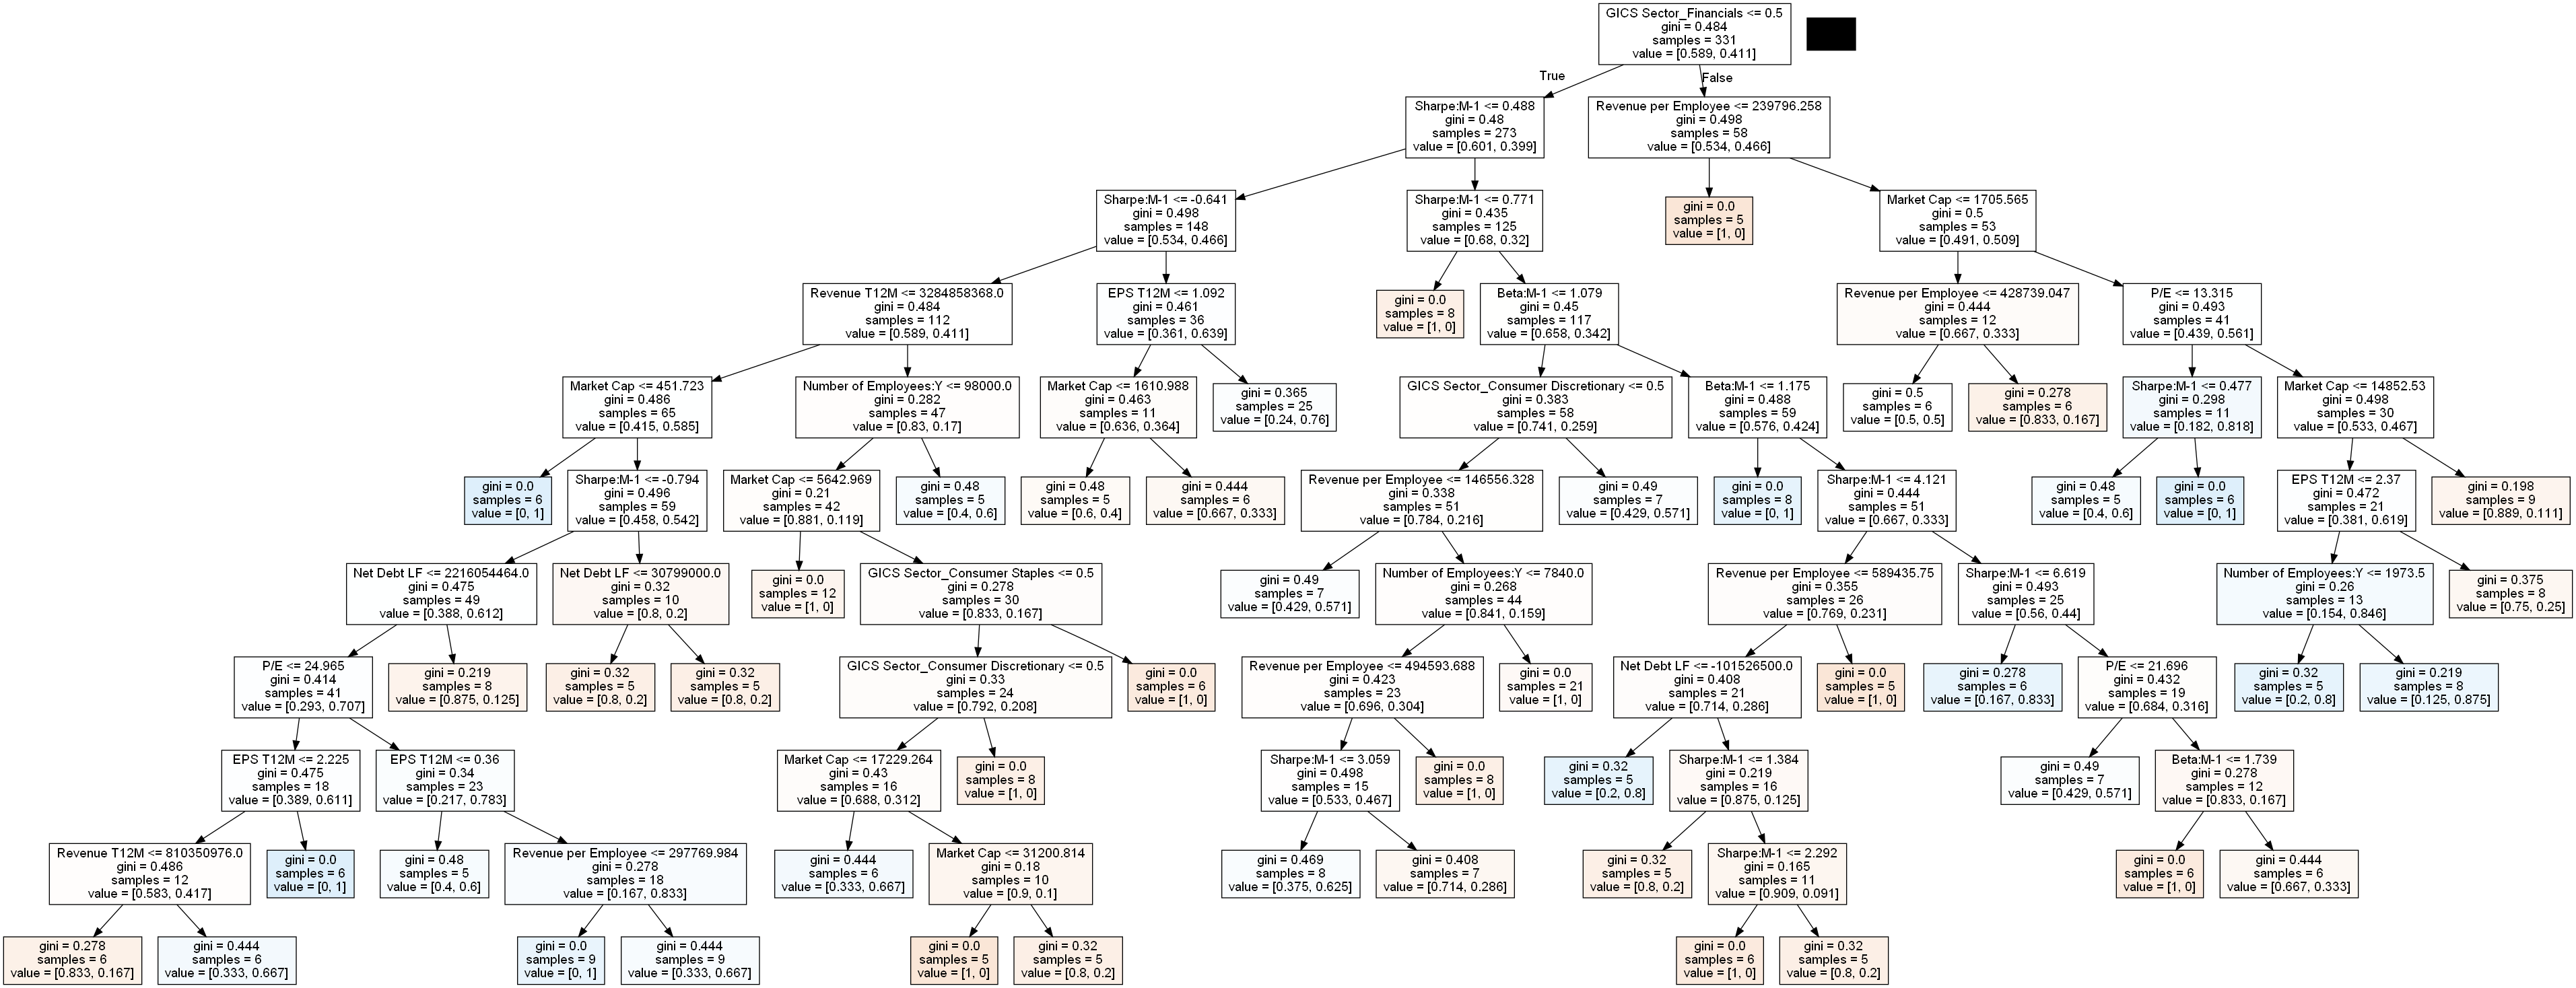 GICS Sector_Financials <= 0.5
gini = 0.484
samples = 331
value = [0.589, 0.411]
True
False
Sharpe:M-1 <= 0.488
gini = 0.48
samples = 273
value = [0.601, 0.399]
Revenue per Employee <= 239796.258
gini = 0.498
samples = 58
value = [0.534, 0.466]
Sharpe:M-1 <= -0.641
gini = 0.498
samples = 148
value = [0.534, 0.466]
Sharpe:M-1 <= 0.771
gini = 0.435
samples = 125
value = [0.68, 0.32]
gini = 0.0
samples = 5
value = [1, 0]
Market Cap <= 1705.565
gini = 0.5
samples = 53
value = [0.491, 0.509]
Revenue T12M <= 3284858368.0
gini = 0.484
samples = 112
value = [0.589, 0.411]
EPS T12M <= 1.092
gini = 0.461
samples = 36
value = [0.361, 0.639]
gini = 0.0
samples = 8
value = [1, 0]
Beta:M-1 <= 1.079
gini = 0.45
samples = 117
value = [0.658, 0.342]
Revenue per Employee <= 428739.047
gini = 0.444
samples = 12
value = [0.667, 0.333]
P/E <= 13.315
gini = 0.493
samples = 41
value = [0.439, 0.561]
Market Cap <= 451.723
gini = 0.486
samples = 65
value = [0.415, 0.585]
Number of Employees:Y <= 98000.0
gini = 0.282
samples = 47
value = [0.83, 0.17]
Market Cap <= 1610.988
gini = 0.463
samples = 11
value = [0.636, 0.364]
gini = 0.365
samples = 25
value = [0.24, 0.76]
GICS Sector_Consumer Discretionary <= 0.5
gini = 0.383
samples = 58
value = [0.741, 0.259]
Beta:M-1 <= 1.175
gini = 0.488
samples = 59
value = [0.576, 0.424]
gini = 0.5
samples = 6
value = [0.5, 0.5]
gini = 0.278
samples = 6
value = [0.833, 0.167]
Sharpe:M-1 <= 0.477
gini = 0.298
samples = 11
value = [0.182, 0.818]
Market Cap <= 14852.53
gini = 0.498
samples = 30
value = [0.533, 0.467]
gini = 0.0
samples = 6
value = [0, 1]
Sharpe:M-1 <= -0.794
gini = 0.496
samples = 59
value = [0.458, 0.542]
Market Cap <= 5642.969
gini = 0.21
samples = 42
value = [0.881, 0.119]
gini = 0.48
samples = 5
value = [0.4, 0.6]
gini = 0.48
samples = 5
value = [0.6, 0.4]
gini = 0.444
samples = 6
value = [0.667, 0.333]
Revenue per Employee <= 146556.328
gini = 0.338
samples = 51
value = [0.784, 0.216]
gini = 0.49
samples = 7
value = [0.429, 0.571]
gini = 0.0
samples = 8
value = [0, 1]
Sharpe:M-1 <= 4.121
gini = 0.444
samples = 51
value = [0.667, 0.333]
gini = 0.48
samples = 5
value = [0.4, 0.6]
gini = 0.0
samples = 6
value = [0, 1]
EPS T12M <= 2.37
gini = 0.472
samples = 21
value = [0.381, 0.619]
gini = 0.198
samples = 9
value = [0.889, 0.111]
Net Debt LF <= 2216054464.0
gini = 0.475
samples = 49
value = [0.388, 0.612]
Net Debt LF <= 30799000.0
gini = 0.32
samples = 10
value = [0.8, 0.2]
gini = 0.0
samples = 12
value = [1, 0]
GICS Sector_Consumer Staples <= 0.5
gini = 0.278
samples = 30
value = [0.833, 0.167]
gini = 0.49
samples = 7
value = [0.429, 0.571]
Number of Employees:Y <= 7840.0
gini = 0.268
samples = 44
value = [0.841, 0.159]
Revenue per Employee <= 589435.75
gini = 0.355
samples = 26
value = [0.769, 0.231]
Sharpe:M-1 <= 6.619
gini = 0.493
samples = 25
value = [0.56, 0.44]
Number of Employees:Y <= 1973.5
gini = 0.26
samples = 13
value = [0.154, 0.846]
gini = 0.375
samples = 8
value = [0.75, 0.25]
P/E <= 24.965
gini = 0.414
samples = 41
value = [0.293, 0.707]
gini = 0.219
samples = 8
value = [0.875, 0.125]
gini = 0.32
samples = 5
value = [0.8, 0.2]
gini = 0.32
samples = 5
value = [0.8, 0.2]
GICS Sector_Consumer Discretionary <= 0.5
gini = 0.33
samples = 24
value = [0.792, 0.208]
gini = 0.0
samples = 6
value = [1, 0]
Revenue per Employee <= 494593.688
gini = 0.423
samples = 23
value = [0.696, 0.304]
gini = 0.0
samples = 21
value = [1, 0]
Net Debt LF <= -101526500.0
gini = 0.408
samples = 21
value = [0.714, 0.286]
gini = 0.0
samples = 5
value = [1, 0]
gini = 0.278
samples = 6
value = [0.167, 0.833]
P/E <= 21.696
gini = 0.432
samples = 19
value = [0.684, 0.316]
gini = 0.32
samples = 5
value = [0.2, 0.8]
gini = 0.219
samples = 8
value = [0.125, 0.875]
EPS T12M <= 2.225
gini = 0.475
samples = 18
value = [0.389, 0.611]
EPS T12M <= 0.36
gini = 0.34
samples = 23
value = [0.217, 0.783]
Market Cap <= 17229.264
gini = 0.43
samples = 16
value = [0.688, 0.312]
gini = 0.0
samples = 8
value = [1, 0]
Sharpe:M-1 <= 3.059
gini = 0.498
samples = 15
value = [0.533, 0.467]
gini = 0.0
samples = 8
value = [1, 0]
gini = 0.32
samples = 5
value = [0.2, 0.8]
Sharpe:M-1 <= 1.384
gini = 0.219
samples = 16
value = [0.875, 0.125]
gini = 0.49
samples = 7
value = [0.429, 0.571]
Beta:M-1 <= 1.739
gini = 0.278
samples = 12
value = [0.833, 0.167]
Revenue T12M <= 810350976.0
gini = 0.486
samples = 12
value = [0.583, 0.417]
gini = 0.0
samples = 6
value = [0, 1]
gini = 0.48
samples = 5
value = [0.4, 0.6]
Revenue per Employee <= 297769.984
gini = 0.278
samples = 18
value = [0.167, 0.833]
gini = 0.444
samples = 6
value = [0.333, 0.667]
Market Cap <= 31200.814
gini = 0.18
samples = 10
value = [0.9, 0.1]
gini = 0.469
samples = 8
value = [0.375, 0.625]
gini = 0.408
samples = 7
value = [0.714, 0.286]
gini = 0.32
samples = 5
value = [0.8, 0.2]
Sharpe:M-1 <= 2.292
gini = 0.165
samples = 11
value = [0.909, 0.091]
gini = 0.0
samples = 6
value = [1, 0]
gini = 0.444
samples = 6
value = [0.667, 0.333]
gini = 0.278
samples = 6
value = [0.833, 0.167]
gini = 0.444
samples = 6
value = [0.333, 0.667]
gini = 0.0
samples = 9
value = [0, 1]
gini = 0.444
samples = 9
value = [0.333, 0.667]
gini = 0.0
samples = 5
value = [1, 0]
gini = 0.32
samples = 5
value = [0.8, 0.2]
gini = 0.0
samples = 6
value = [1, 0]
gini = 0.32
samples = 5
value = [0.8, 0.2]